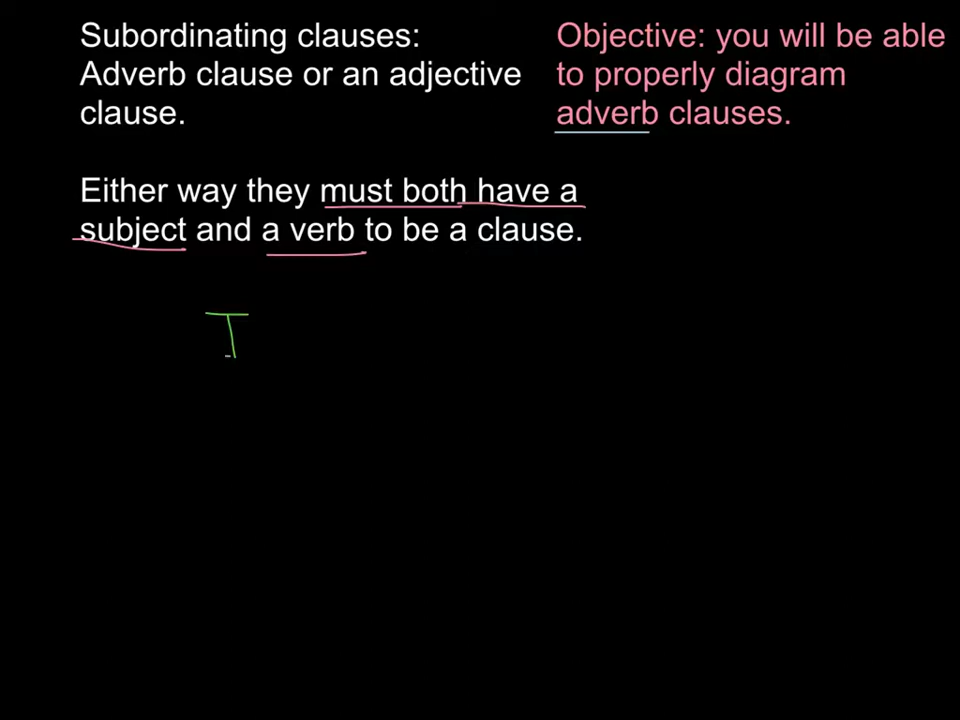 Subordinating clauses:
Adverb clause or an adjective
clause.
Objective: you will be able
to properly diagram
adverb clauses.
Either way they must both have a
subject and a verb to be a clause.